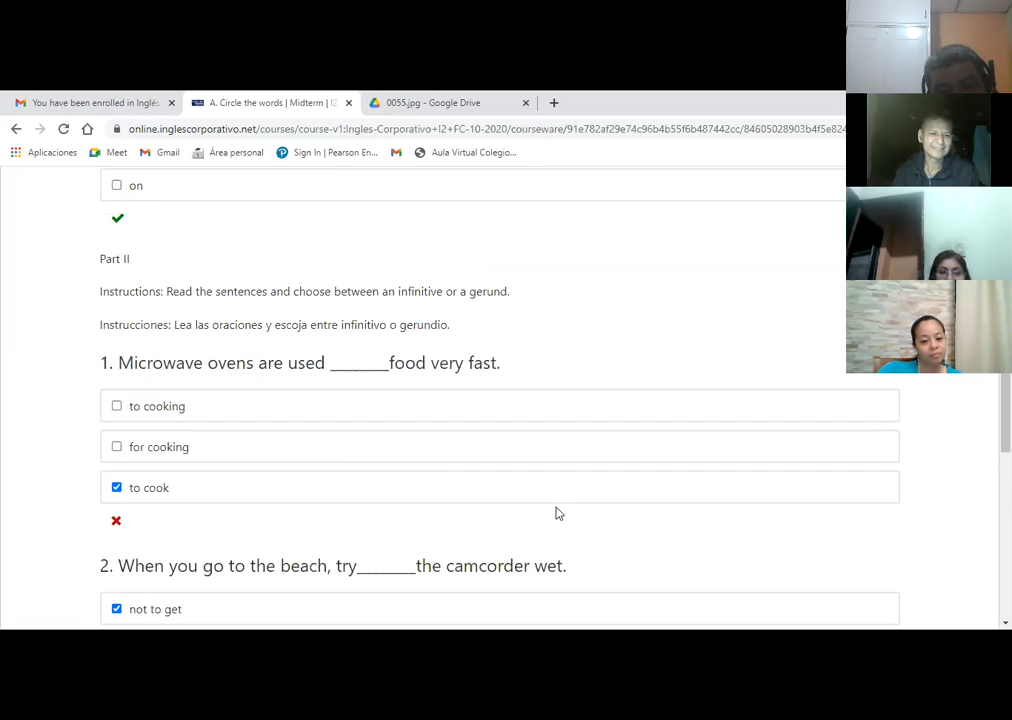 You have been enrolled in Inglés
A. Circle the words | Midterm | I2
0055.jpg - Google Drive
online.inglescorporativo.net/courses/course-v1:Ingles-Corporativo+I2+FC-10-2020/courseware/91e782af29e74c96b4b55f6b487442cc/84605028903b4f5e824
Aplicaciones
Meet
Gmail
Área personal
Sign In | Pearson En...
Aula Virtual Colegio...
on
Part II
Instructions: Read the sentences and choose between an infinitive or a gerund.
Instrucciones: Lea las oraciones y escoja entre infinitivo o gerundio.
1. Microwave ovens are used ________food very fast.
to cooking
for cooking
to cook
2. When you go to the beach, try________the camcorder wet.
not to get